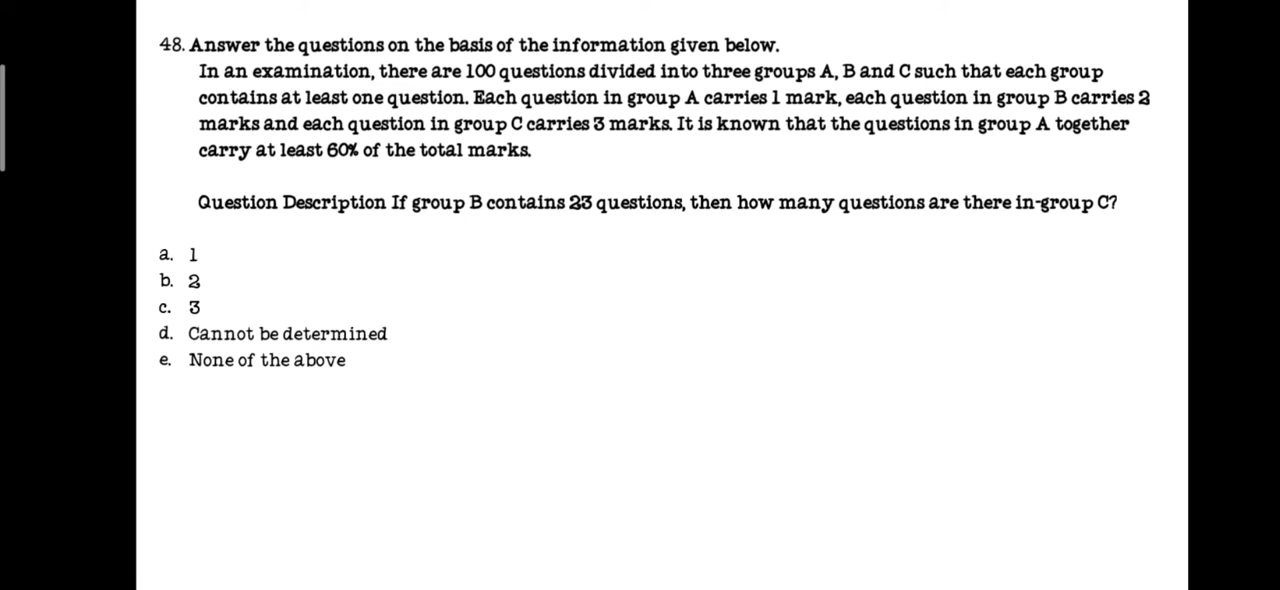 48. Answer the questions on the basis of the information given below.
In an examination, there are 100 questions divided into three groups A, B and C such that each group
contains at least one question. Each question in group A carries 1 mark, each question in group B carries 2
marks and each question in group C carries 3 marks. It is known that the questions in group A together
carry at least 60% of the total marks.
Question Description If group B contains 23 questions, then how many questions are there in-group C?
a. 1
b. 2
c. 3
d. Cannot be determined
e. None of the above